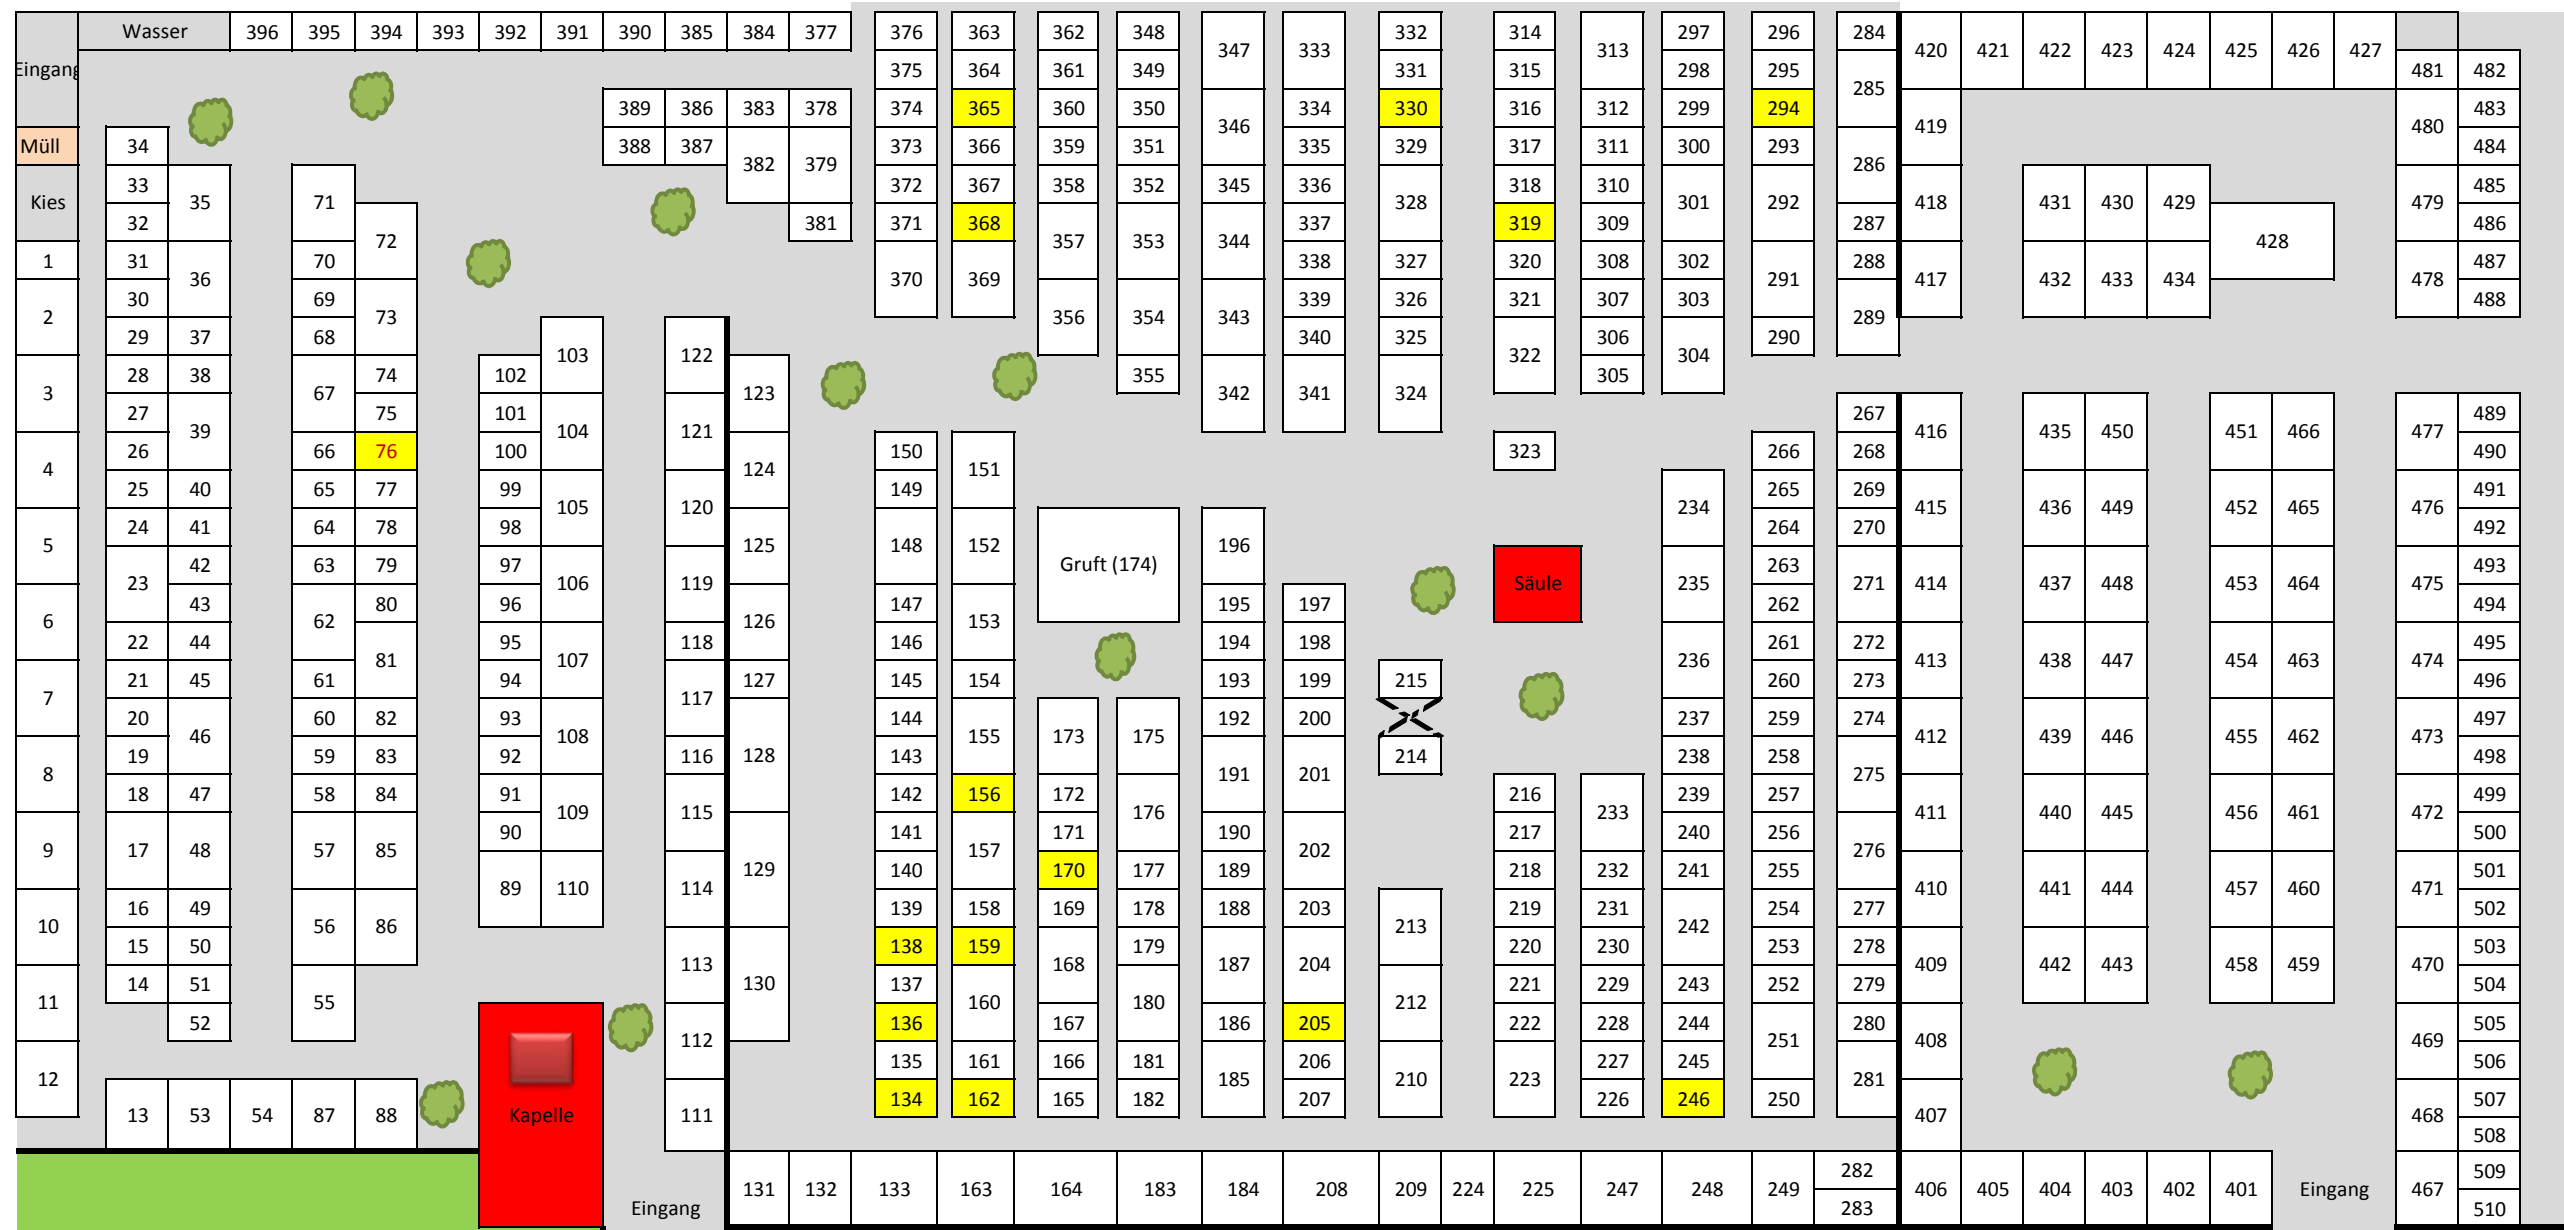 Wasser 396 395 394 393 392 391 390 385 384 377 376 363 362 348 332 314 297 296 284
347 333 313 420 421 422 423 424 425 426 427
Eingang 375 364 361 349 331 315 298 295 481 482
285
389 386 383 378 374 365 360 350 334 330 316 312 299 294 483
346 419 480
Müll 34 388 387 373 366 359 351 335 329 317 311 300 293 484
382 379 286
33 372 367 358 352 345 336 318 310 485
Kies 35 71 328 301 292 418 431 430 429 479
32 381 371 368 337 319 309 287 486
72 357 353 344 428
1 31 70 338 327 320 308 302 288 487
36 370 369 291 417 432 433 434 478
30 69 339 326 321 307 303 488
2 73 356 354 343 289
29 37 68 340 325 306 290
103 122 322 304
28 38 74 102 355 305
3 67 123 342 341 324
27 75 101 267 489
39 104 121 416 435 450 451 466 477
26 66 76 100 150 323 266 268 490
4 124 151
25 40 65 77 99 149 265 269 491
105 120 234 415 436 449 452 465 476
24 41 64 78 98 264 270 492
5 125 148 152 196
42 63 79 97 Gruft (174) 263 493
23 106 119 Säule 235 271 414 437 448 453 464 475
43 80 96 147 195 197 262 494
6 62 126 153
22 44 95 118 146 194 198 261 272 495
81 107 236 413 438 447 454 463 474
21 45 61 94 127 145 154 193 199 215 260 273 496
7 117
20 60 82 93 144 192 200 237 259 274 497
46 108 155 173 175 412 439 446 455 462 473
19 59 83 92 116 128 143 214 238 258 498
8 191 201 275
18 47 58 84 91 142 156 172 216 239 257 499
109 115 176 233 411 440 445 456 461 472
90 141 171 190 217 240 256 500
9 17 48 57 85 157 202 276
129 140 170 177 189 218 232 241 255 501
89 110 114 410 441 444 457 460 471
16 49 139 158 169 178 188 203 219 231 254 277 502
10 56 86 213 242
15 50 138 159 179 220 230 253 278 503
113 168 187 204 409 442 443 458 459 470
14 51 130 137 221 229 243 252 279 504
11 55 160 180 212
52 136 167 186 205 222 228 244 280 505
112 251 408 469
135 161 166 181 206 227 245 506
12 185 210 223 281
134 162 165 182 207 226 246 250 507
13 53 54 87 88 Kapelle 111 407 468
508
282 509
131 132 133 163 164 183 184 208 209 224 225 247 248 249 406 405 404 403 402 401 Eingang 467
Eingang 283 510